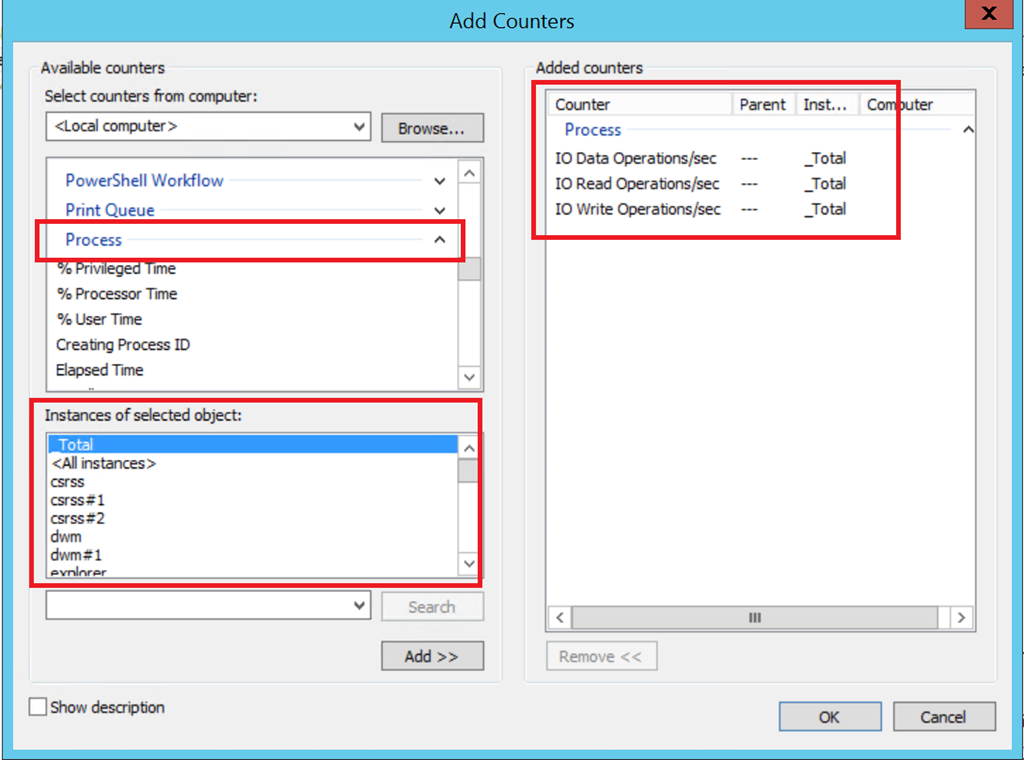 Add Counters
X
Available counters
Select counters from computer:
<Local computer>
Browse...
PowerShell Workflow
Print Queue
Process
% Privileged Time
% Processor Time
% User Time
Creating Process ID
Elapsed Time
Instances of selected object:
_Total
<All instances>
csrss
csrss#1
csrss#2
dwm
dwm#1
explorer
Search
Add >>
Show description
Added counters
Counter Parent Inst... Computer
Process
IO Data Operations/sec --- _Total
IO Read Operations/sec --- _Total
IO Write Operations/sec --- _Total
Remove <<
OK
Cancel